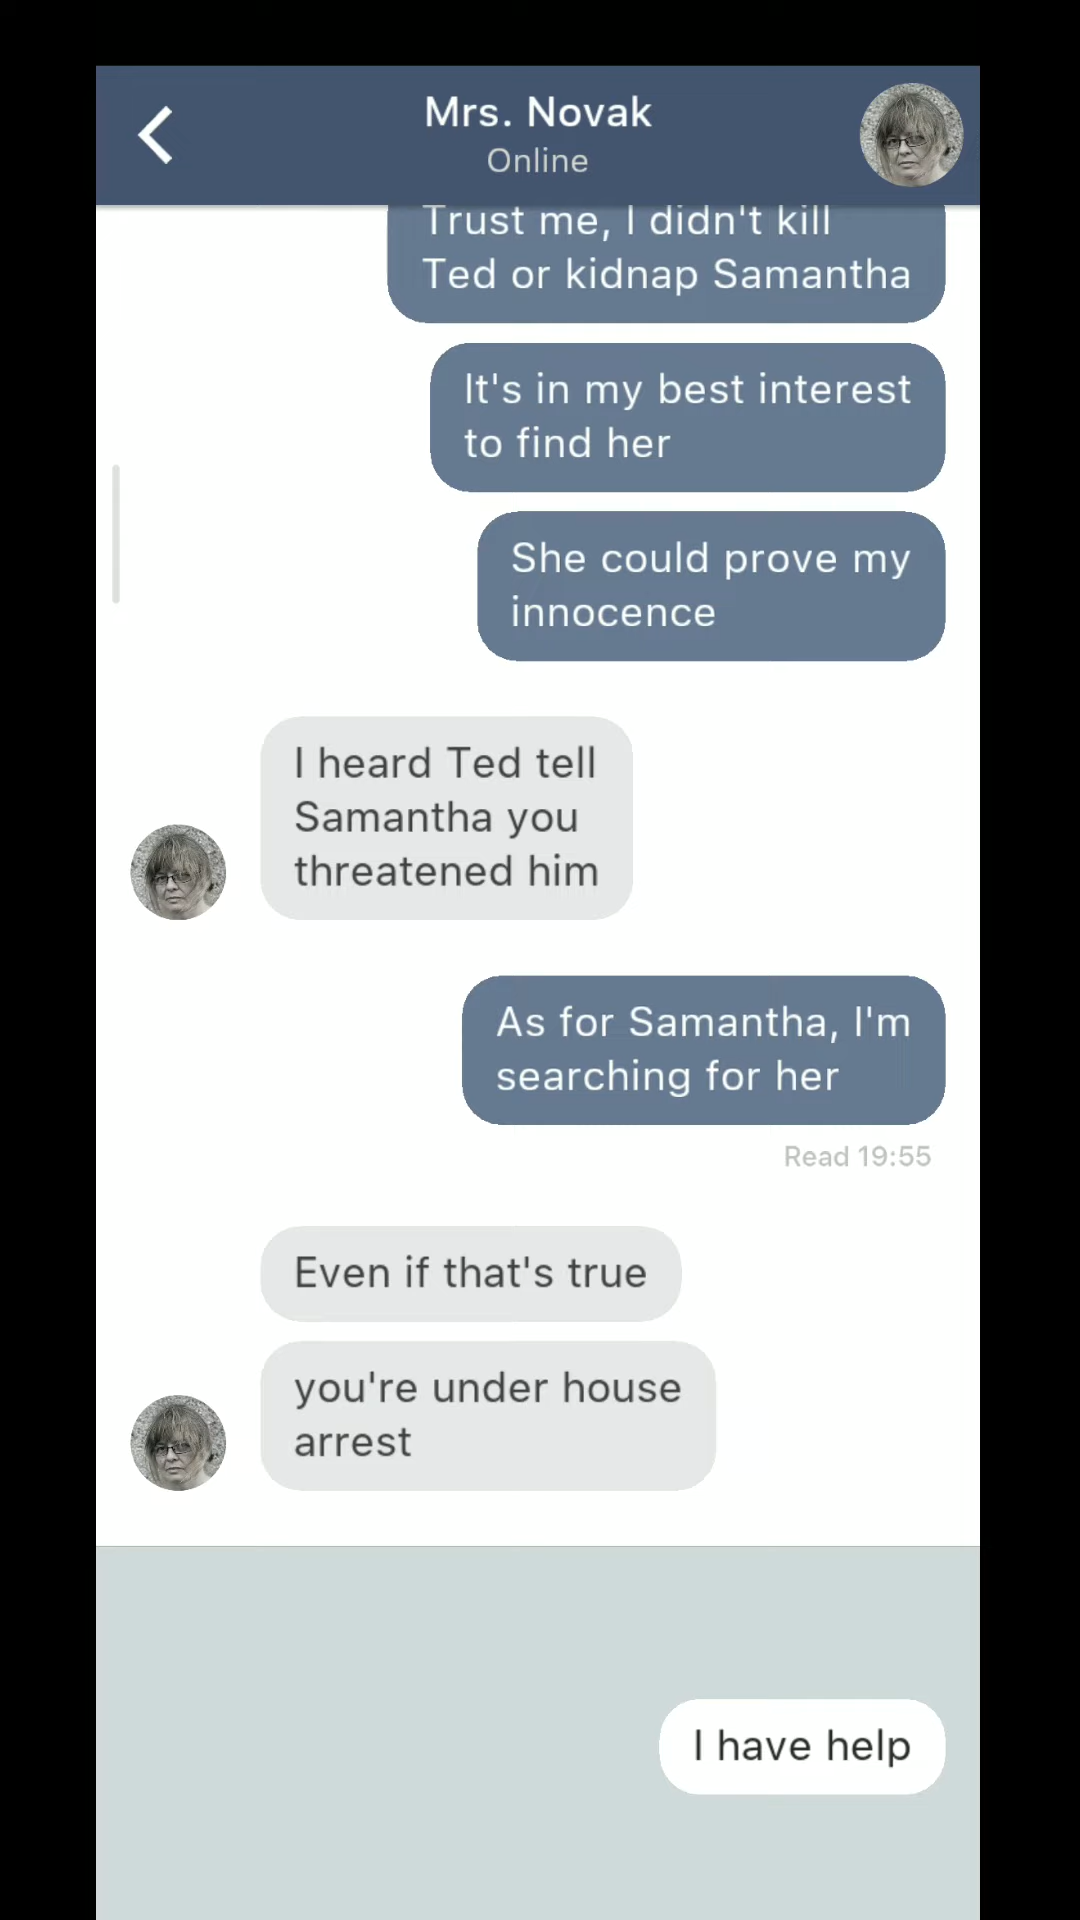 Mrs. Novak
Online
Trust me, I didn't kill
Ted or kidnap Samantha
It's in my best interest
to find her
She could prove my
innocence
I heard Ted tell
Samantha you
threatened him
As for Samantha, I'm
searching for her
Read 19:55
Even if that's true
you're under house
arrest
I have help